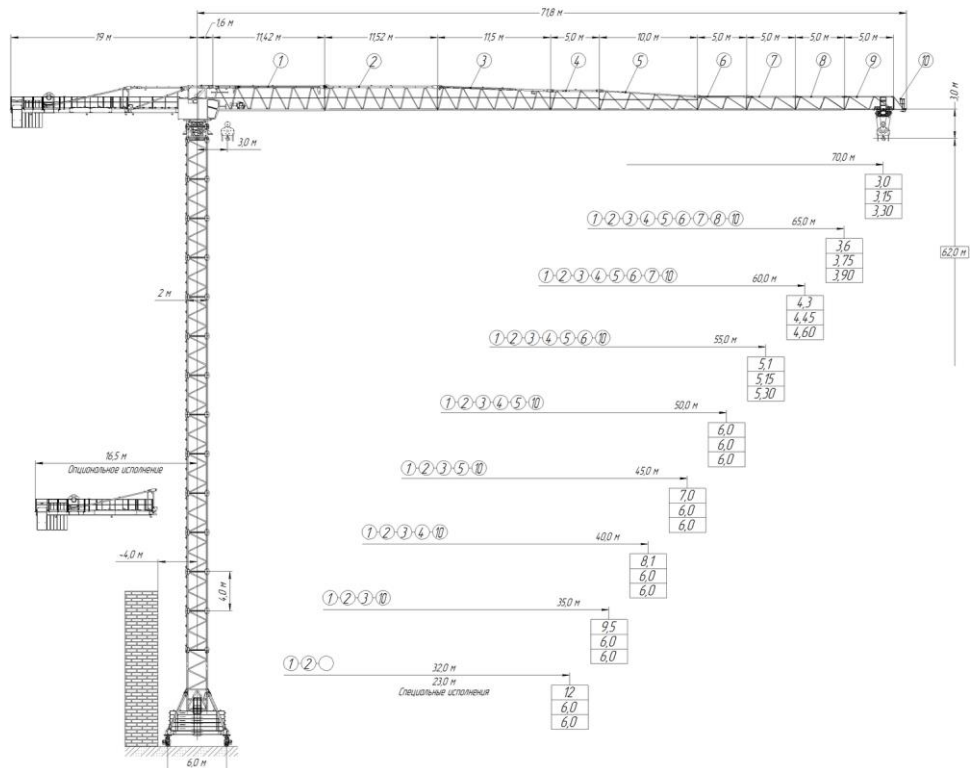 71,8 м
1,6 м
19 м
11,42 м
11,52 м
11,5 м
5,0 м
10,0 м
5,0 м
5,0 м
5,0 м
5,0 м
1
2
3
4
5
6
7
8
9
10
3,0 м
3,0 м
70,0 м
3,0
3,15
3,30
1 2 3 4 5 6 7 8 10
65,0 м
3,6
3,75
3,90
62,0 м
1 2 3 4 5 6 7 10
60,0 м
2 м
4,3
4,45
4,60
1 2 3 4 5 6 10
55,0 м
5,1
5,15
5,30
1 2 3 4 5 10
50,0 м
6,0
6,0
6,0
16,5 м
Опциональное исполнение
1 2 3 5 10
45,0 м
7,0
6,0
6,0
1 2 3 4 10
40,0 м
~4,0 м
8,1
6,0
6,0
4,0 м
1 2 3 10
35,0 м
9,5
6,0
6,0
1 2
32,0 м
23,0 м
Специальные исполнения
12
6,0
6,0
6,0 м